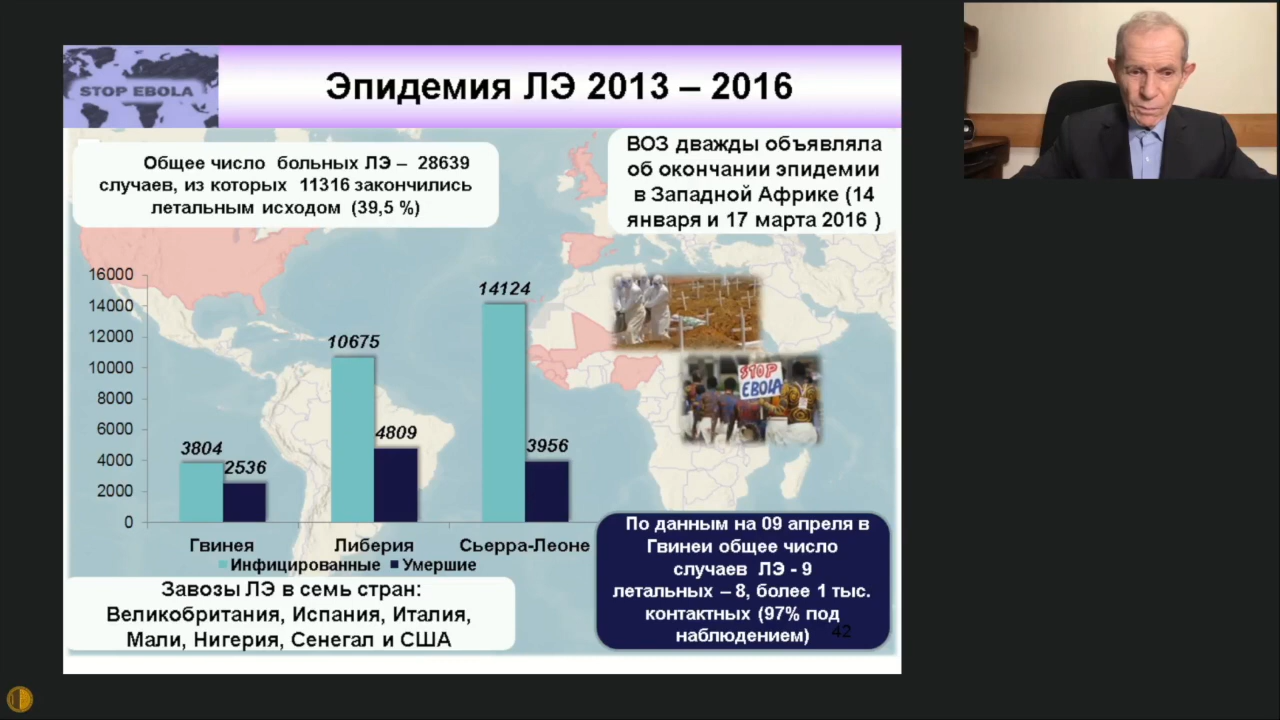 STOP EBOLA
Эпидемия ЛЭ 2013 – 2016
Общее число больных ЛЭ – 28639
случаев, из которых 11316 закончились
летальным исходом (39,5 %)
ВОЗ дважды объявляла
об окончании эпидемии
в Западной Африке (14
января и 17 марта 2016 )
16000
14000
12000
10000
8000
6000
4000
2000
0
3804
2536
10675
4809
14124
3956
Гвинея
Либерия
Сьерра-Леоне
Инфицированные
Умершие
STOP
EBOLA
Завозы ЛЭ в семь стран:
Великобритания, Испания, Италия,
Мали, Нигерия, Сенегал и США
По данным на 09 апреля в
Гвинеи общее число
случаев ЛЭ - 9
летальных – 8, более 1 тыс.
контактных (97% под
наблюдением)
42